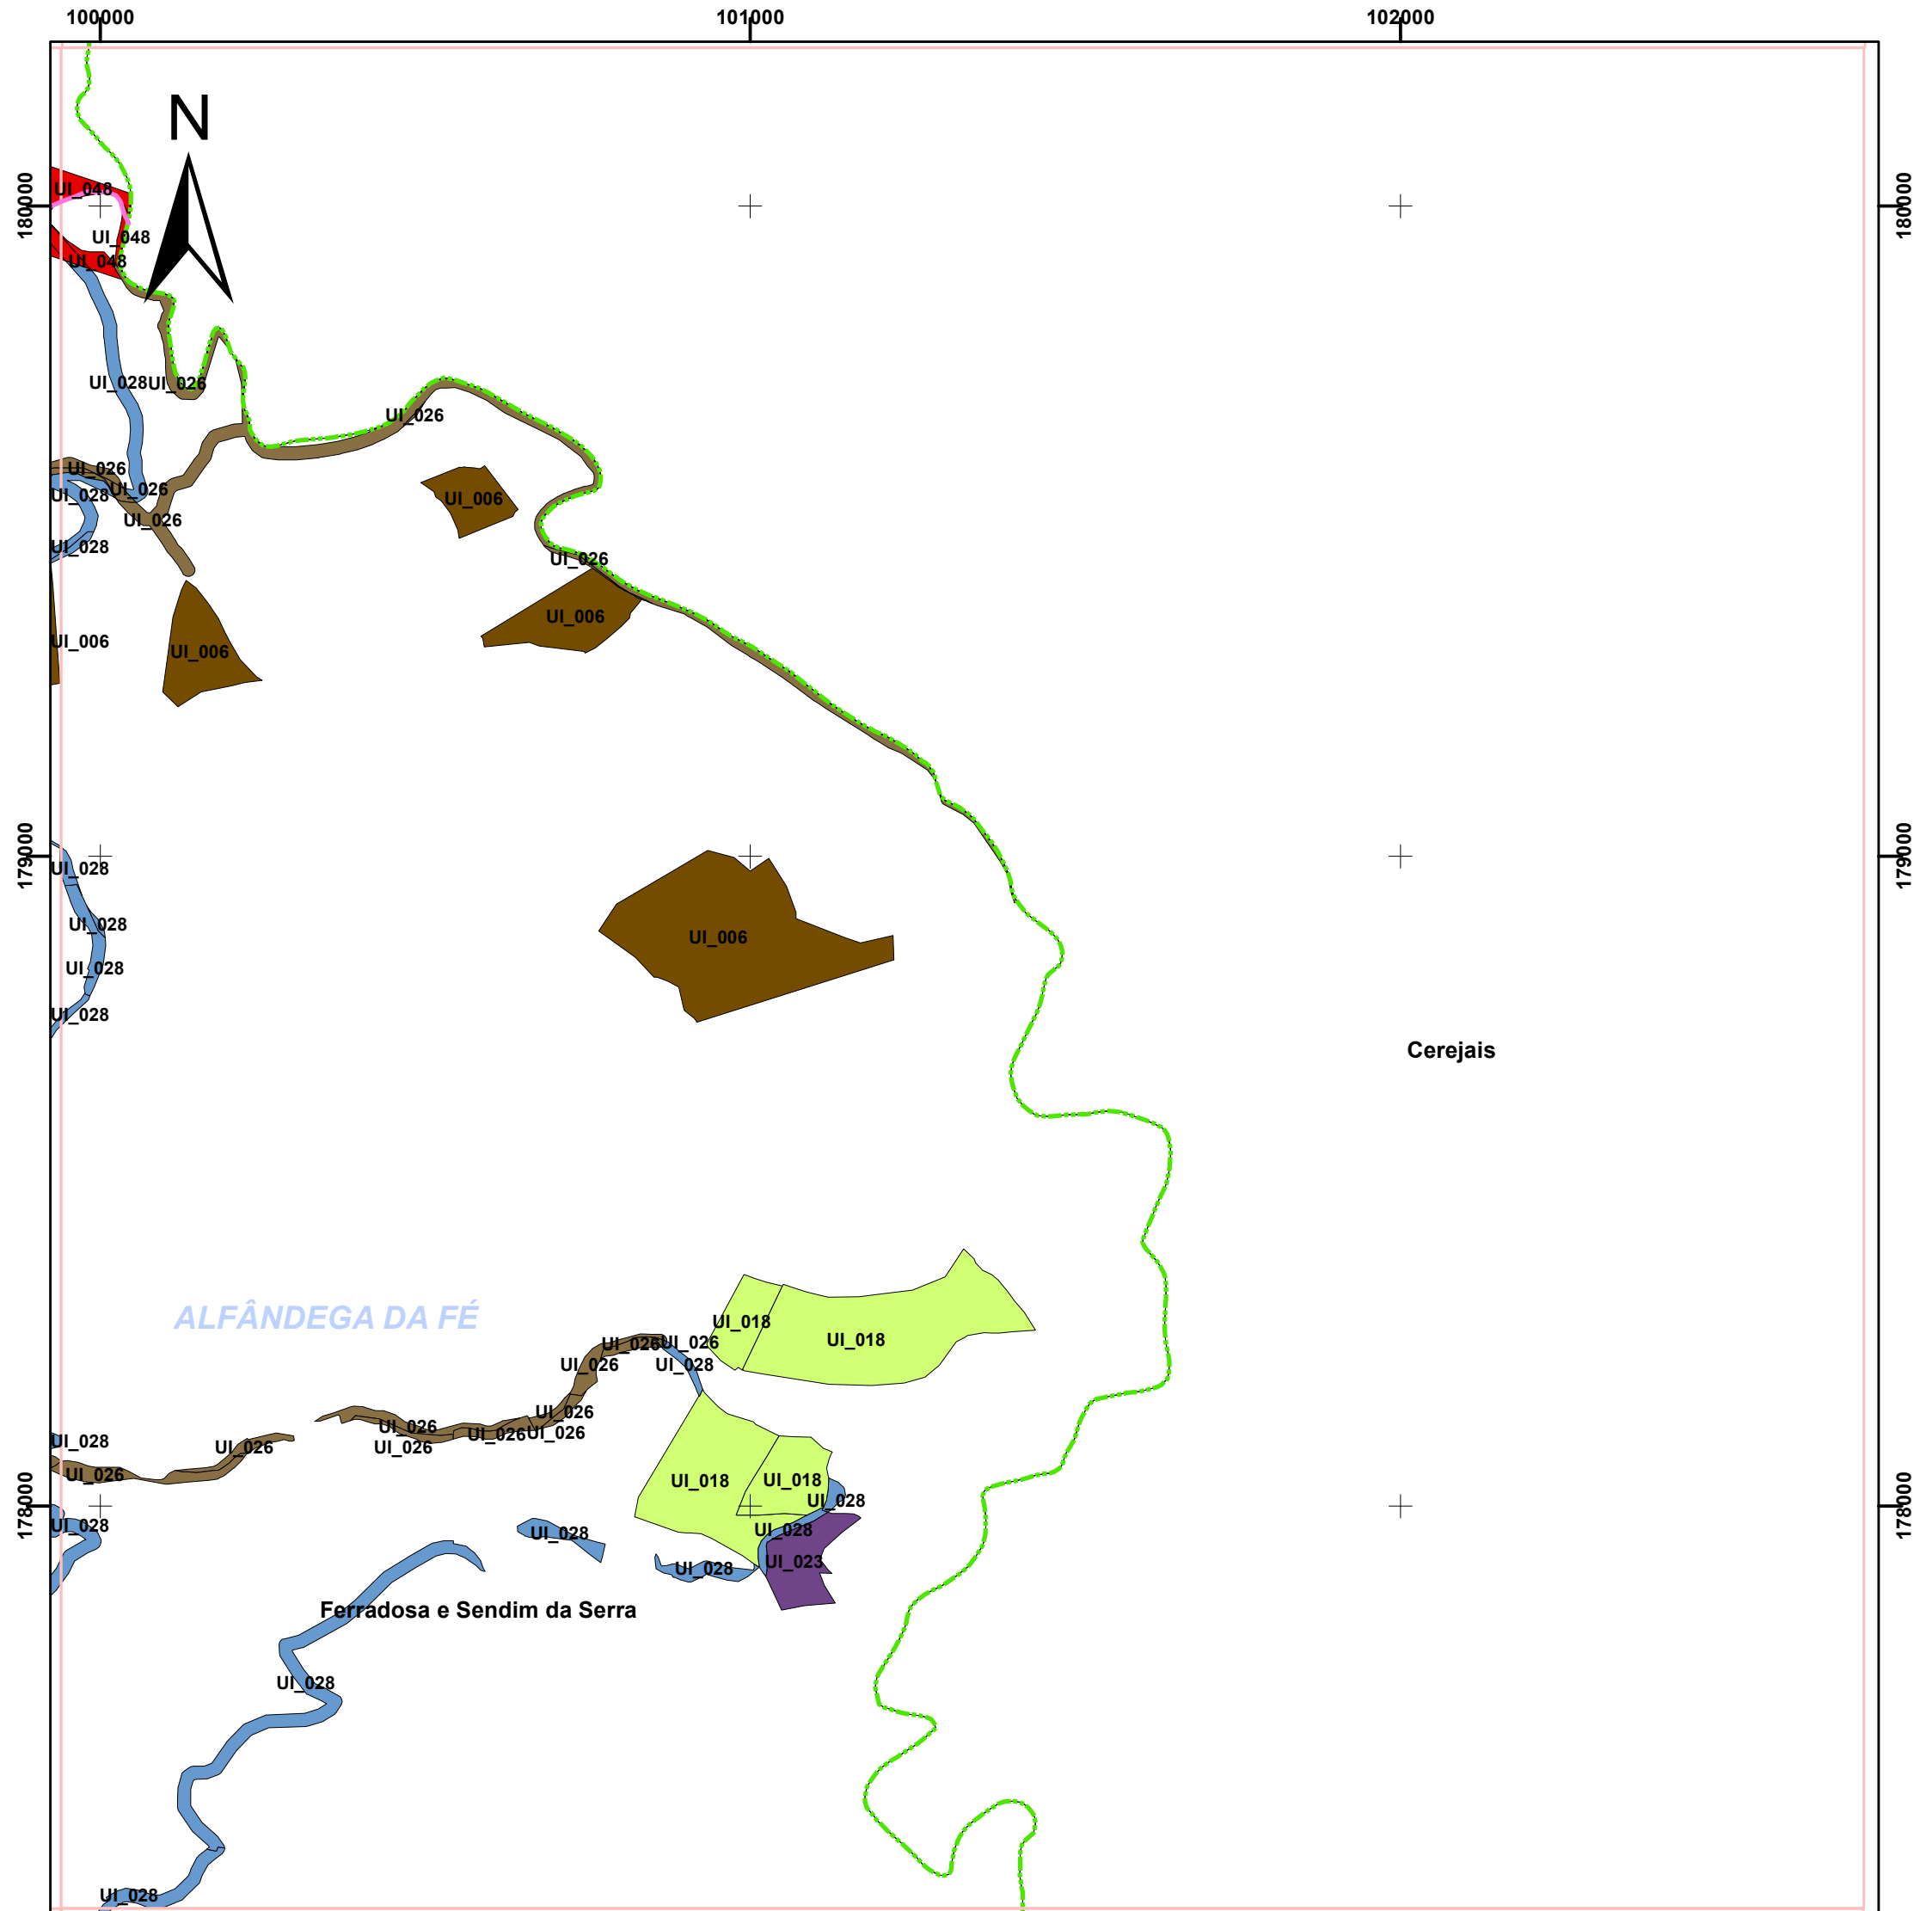 100000 101000 102000
N
UI_048
180000 180000
UI_048
UI_048
UI_028 UI_026
UI_026
UI_026
UI_026
UI_028
UI_006
UI_026
UI_028
UI_026
UI_006
UI_006
UI_006
179000 179000
UI_028
UI_028
UI_006
UI_028
UI_028
Cerejais
ALFÂNDEGA DA FÉ
UI_018
UI_018
UI_026 UI_026
UI_026 UI_028
UI_026
UI_026
UI_026 UI_026
UI_028
UI_026 UI_026
UI_026
UI_018 UI_018
178000 178000
UI_028
UI_028 UI_028 UI_028
UI_023
UI_028
Ferradosa e Sendim da Serra
UI_028
UI_028